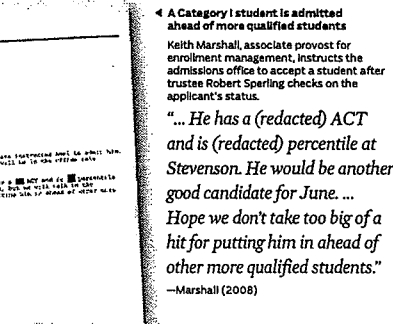 ◀ A Category I student is admitted
ahead of more qualified students
Keith Marshall, associate provost for
enrollment management, instructs the
admissions office to accept a student after
trustee Robert Sperling checks on the
applicant's status.
"... He has a (redacted) ACT
and is (redacted) percentile at
Stevenson. He would be another
good candidate for June. ...
Hope we don't take too big of a
hit for putting him in ahead of
other more qualified students."
—Marshall (2008)